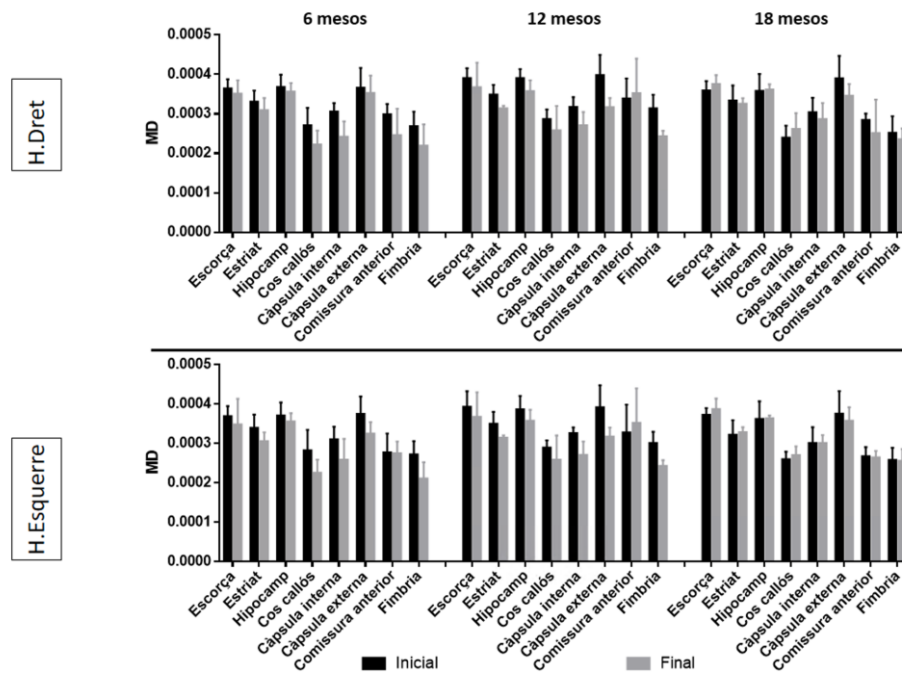 6 mesos 12 mesos 18 mesos
H.Dret
MD
0.0005
0.0004
0.0003
0.0002
0.0001
0.0000
Escorça Estriat Hipocamp Cos callós Càpsula interna Càpsula externa Comissura anterior Fimbria
Escorça Estriat Hipocamp Cos callós Càpsula interna Càpsula externa Comissura anterior Fimbria
Escorça Estriat Hipocamp Cos callós Càpsula interna Càpsula externa Comissura anterior Fimbria
H.Esquerre
MD
0.0005
0.0004
0.0003
0.0002
0.0001
0.0000
Escorça Estriat Hipocamp Cos callós Càpsula interna Càpsula externa Comissura anterior Fimbria
Escorça Estriat Hipocamp Cos callós Càpsula interna Càpsula externa Comissura anterior Fimbria
Escorça Estriat Hipocamp Cos callós Càpsula interna Càpsula externa Comissura anterior Fimbria
Inicial Final